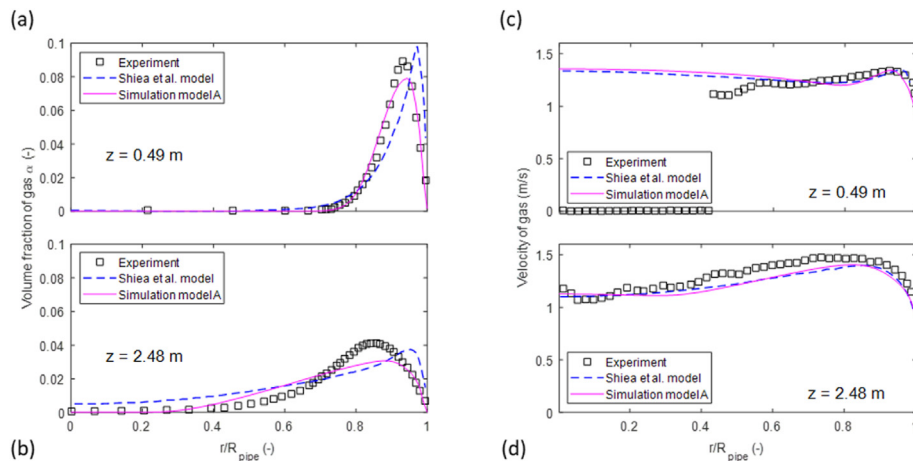 (a)
0.1
0.08
0.06
0.04
0.02
0
Experiment
Shiea et al. model
Simulation modelA
z = 0.49 m
Volume fraction of gas α (-)
0.1
0.08
0.06
0.04
0.02
0
Experiment
Shiea et al. model
Simulation modelA
z = 2.48 m
0 0.2 0.4 0.6 0.8 1
r/Rpipe (-)
(b)
(c)
1.5
1
0.5
0
Experiment
Shiea et al. model
Simulation modelA
z = 0.49 m
Velocity of gas (m/s)
1.5
1
1.5
0
Experiment
Shiea et al. model
Simulation modelA
z = 2.48 m
0.2 0.4 0.6 0.8 1
r/Rpipe (-)
(d)